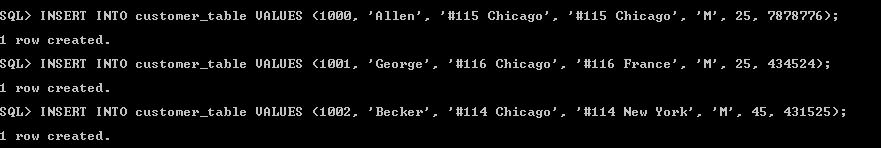 SQL> INSERT INTO customer_table VALUES (1000, 'Allen', '#115 Chicago', '#115 Chicago', 'M', 25, 7878776);
1 row created.
SQL> INSERT INTO customer_table VALUES (1001, 'George', '#116 Chicago', '#116 France', 'M', 25, 434524);
1 row created.
SQL> INSERT INTO customer_table VALUES (1002, 'Becker', '#114 Chicago', '#114 New York', 'M', 45, 431525);
1 row created.